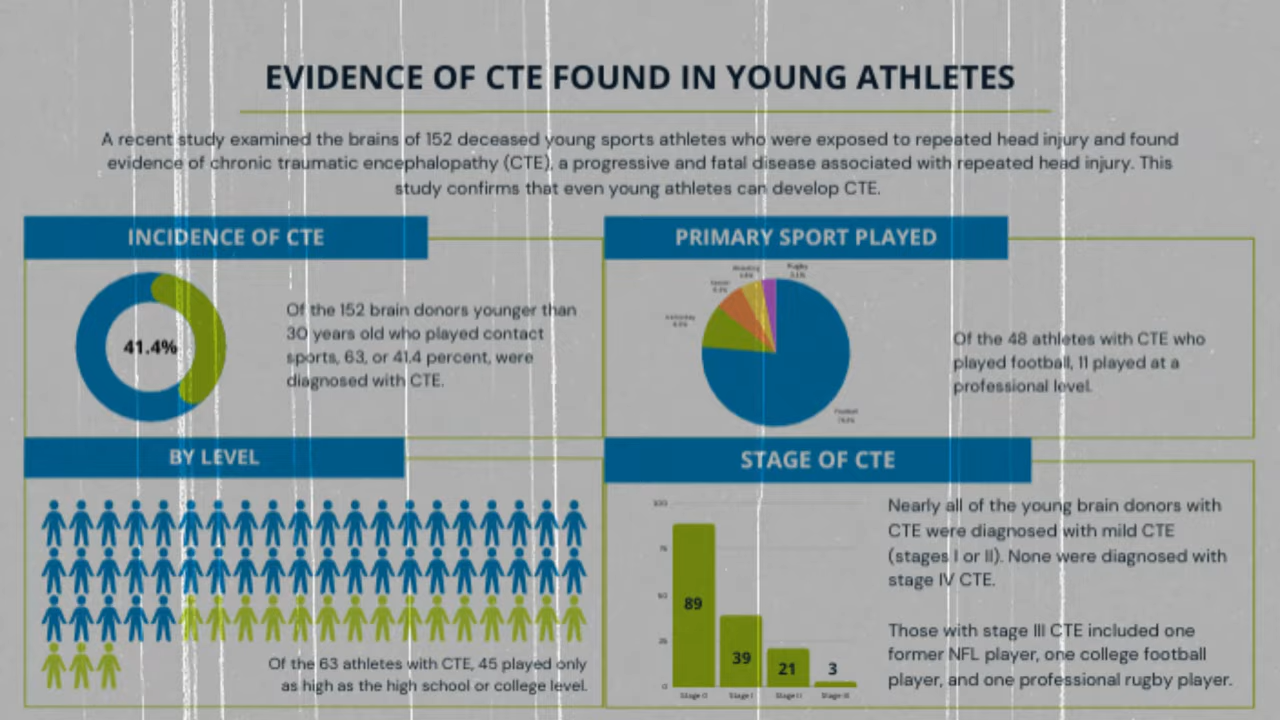 EVIDENCE OF CTE FOUND IN YOUNG ATHLETES
A recent study examined the brains of 152 deceased young sports athletes who were exposed to repeated head injury and found
evidence of chronic traumatic encephalopathy (CTE), a progressive and fatal disease associated with repeated head injury. This
study confirms that even young athletes can develop CTE.
INCIDENCE OF CTE
41.4%
Of the 152 brain donors younger than
30 years old who played contact
sports, 63, or 41.4 percent, were
diagnosed with CTE.
PRIMARY SPORT PLAYED
Wrestling
Rugby
Soccer
Football
Of the 48 athletes with CTE who
played football, 11 played at a
professional level.
BY LEVEL
Of the 63 athletes with CTE, 45 played only
as high as the high school or college level.
STAGE OF CTE
100
75
50
25
0
89
39
21
3
Stage 0
Stage I
Stage II
Stage III
Nearly all of the young brain donors with
CTE were diagnosed with mild CTE
(stages I or II). None were diagnosed with
stage IV CTE.
Those with stage III CTE included one
former NFL player, one college football
player, and one professional rugby player.